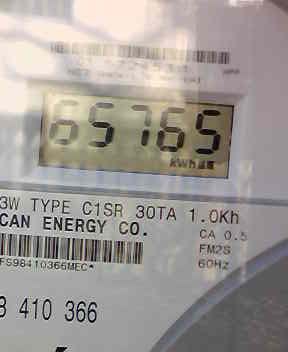 65765
kWh
3W TYPE C1SR 30TA 1.0Kh
CAN ENERGY CO.
CA 0.5
FM2S
FS98410366MEC*
60Hz
8 410 366